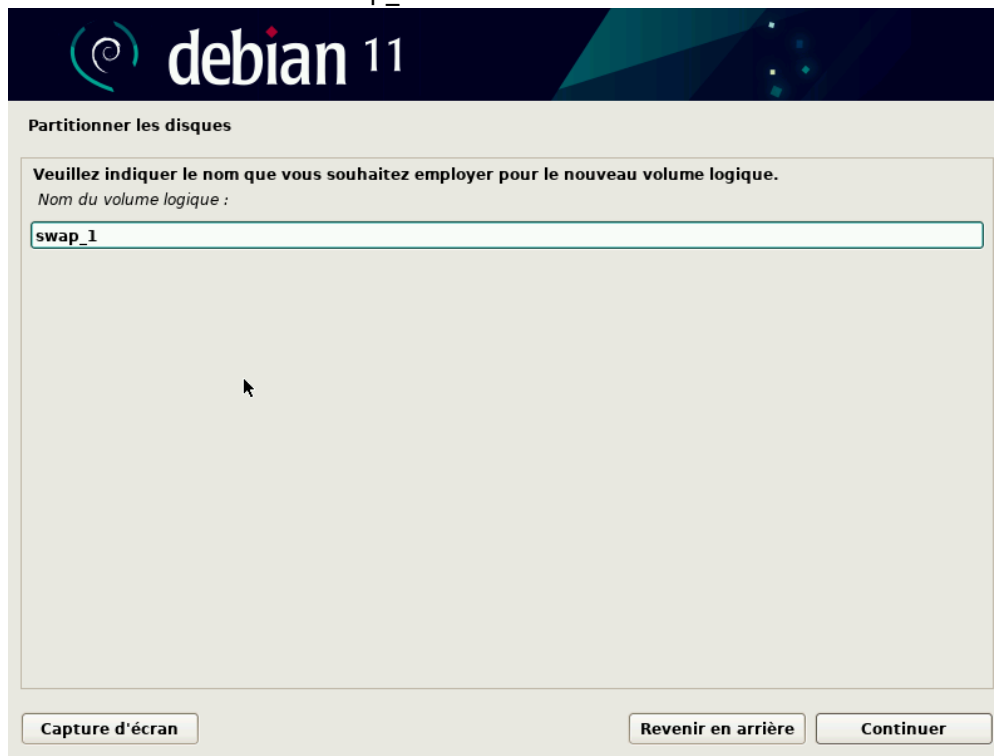 debian 11
Partitionner les disques
Veuillez indiquer le nom que vous souhaitez employer pour le nouveau volume logique.
Nom du volume logique :
swap_1
Capture d'écran
Revenir en arrière
Continuer